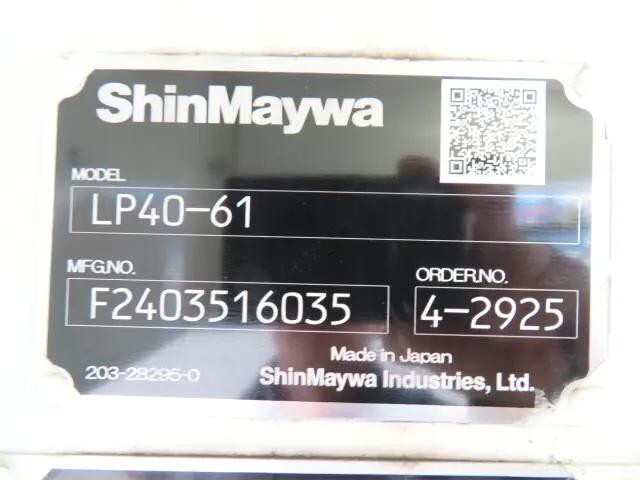 ShinMaywa
MODEL
LP40-61
MFG.NO.
F2403516035
ORDER.NO.
4-2925
203-28295-0
Made in Japan
ShinMaywa Industries, Ltd.